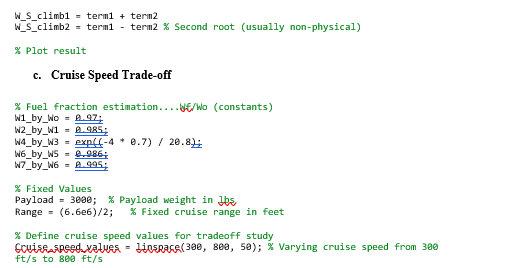 W_S_climb1 = term1 + term2
W_S_climb2 = term1 - term2 % Second root (usually non-physical)
% Plot result
c. Cruise Speed Trade-off
% Fuel fraction estimation....Wf/Wo (constants)
W1_by_Wo = 0.97;
W2_by_W1 = 0.985;
W4_by_W3 = exp((-4 * 0.7) / 20.8);
W6_by_W5 = 0.986;
W7_by_W6 = 0.995;
% Fixed Values
Payload = 3000; % Payload weight in lbs
Range = (6.6e6)/2; % Fixed cruise range in feet
% Define cruise speed values for tradeoff study
Cruise_speed_values = linspace(300, 800, 50); % Varying cruise speed from 300
ft/s to 800 ft/s